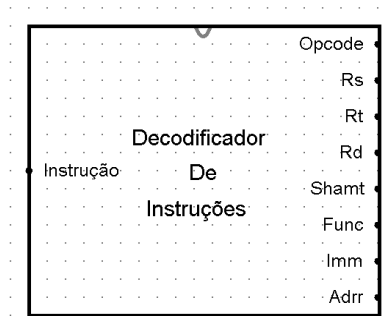 Opcode
Rs
Rt
Decodificador
Rd
Instrução
De
Shamt
Instruções
Func
Imm
Adrr